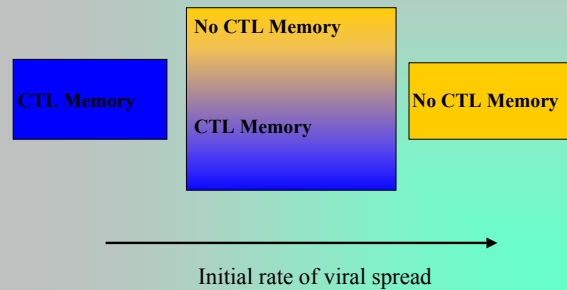 No CTL Memory
CTL Memory
CTL Memory
No CTL Memory
Initial rate of viral spread